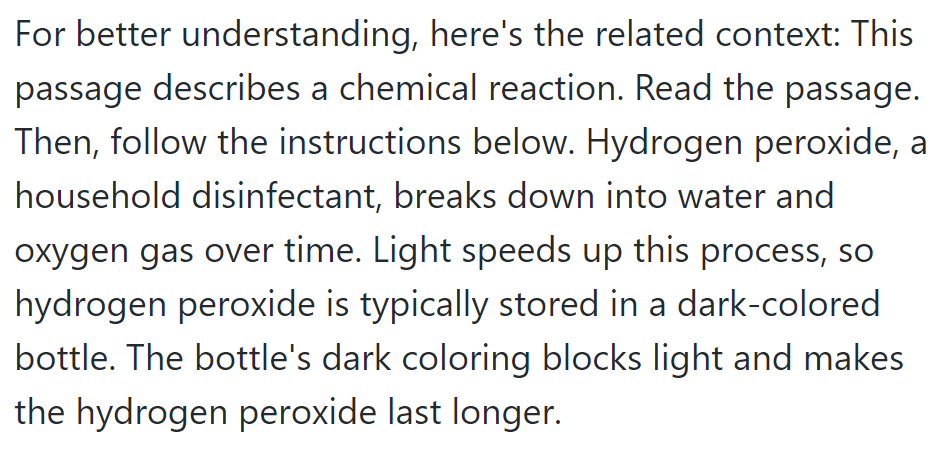 For better understanding, here's the related context: This
passage describes a chemical reaction. Read the passage.
Then, follow the instructions below. Hydrogen peroxide, a
household disinfectant, breaks down into water and
oxygen gas over time. Light speeds up this process, so
hydrogen peroxide is typically stored in a dark-colored
bottle. The bottle's dark coloring blocks light and makes
the hydrogen peroxide last longer.